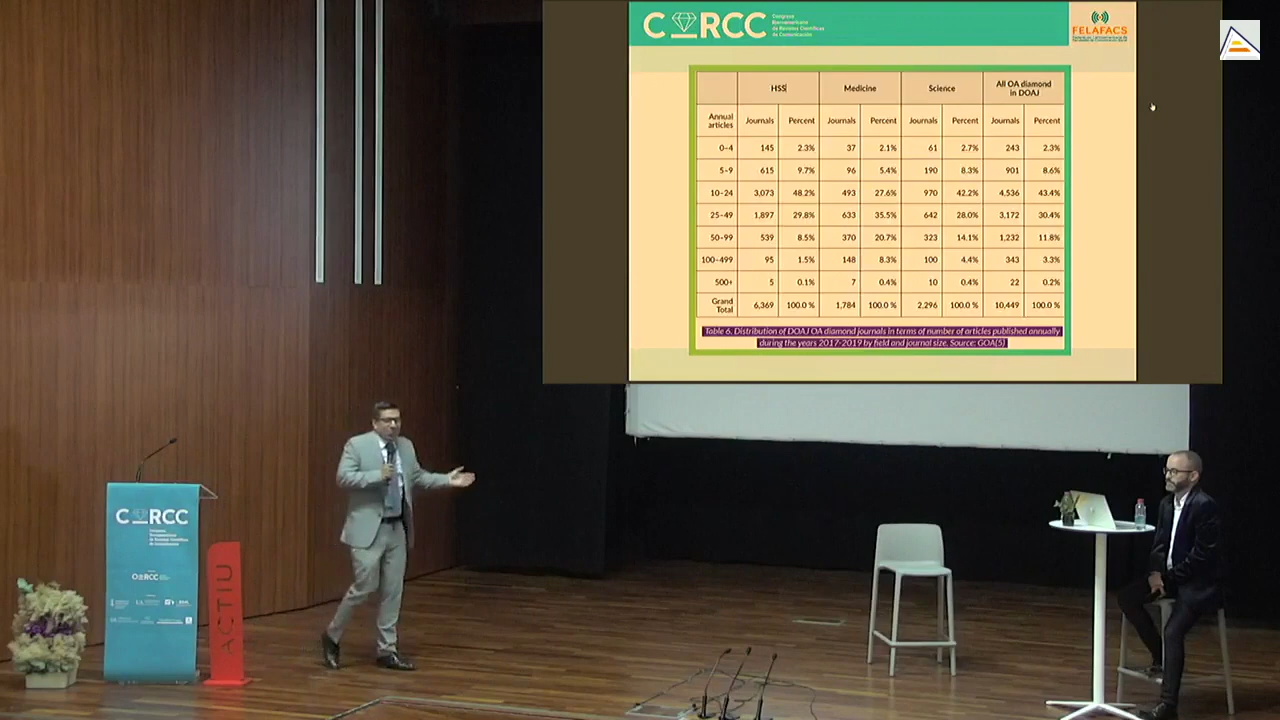 CIRCC
Congreso
Iberoamericano
de Revistas Científicas
de Comunicación
FELAFACS
HSS Medicine Science All OA diamond
in DOAJ
Annual
articles Journals Percent Journals Percent Journals Percent Journals Percent
0–4 145 2.3% 37 2.1% 61 2.7% 243 2.3%
5–9 615 9.7% 96 5.4% 190 8.3% 901 8.6%
10–24 3,073 48.2% 493 27.6% 970 42.2% 4,536 43.4%
25–49 1,897 29.8% 633 35.5% 642 28.0% 3,172 30.4%
50–99 539 8.5% 370 20.7% 323 14.1% 1,232 11.8%
100–499 95 1.5% 148 8.3% 100 4.4% 343 3.3%
500+ 5 0.1% 7 0.4% 10 0.4% 22 0.2%
Grand
Total 6,369 100.0 % 1,784 100.0 % 2,296 100.0 % 10,449 100.0 %
Table 6. Distribution of DOAJ OA diamond journals in terms of number of articles published annually
during the years 2017-2019 by field and journal size. Source: GOA(5)
CIRCC
Congreso
Iberoamericano
de Revistas Científicas
de Comunicación
ACTIU